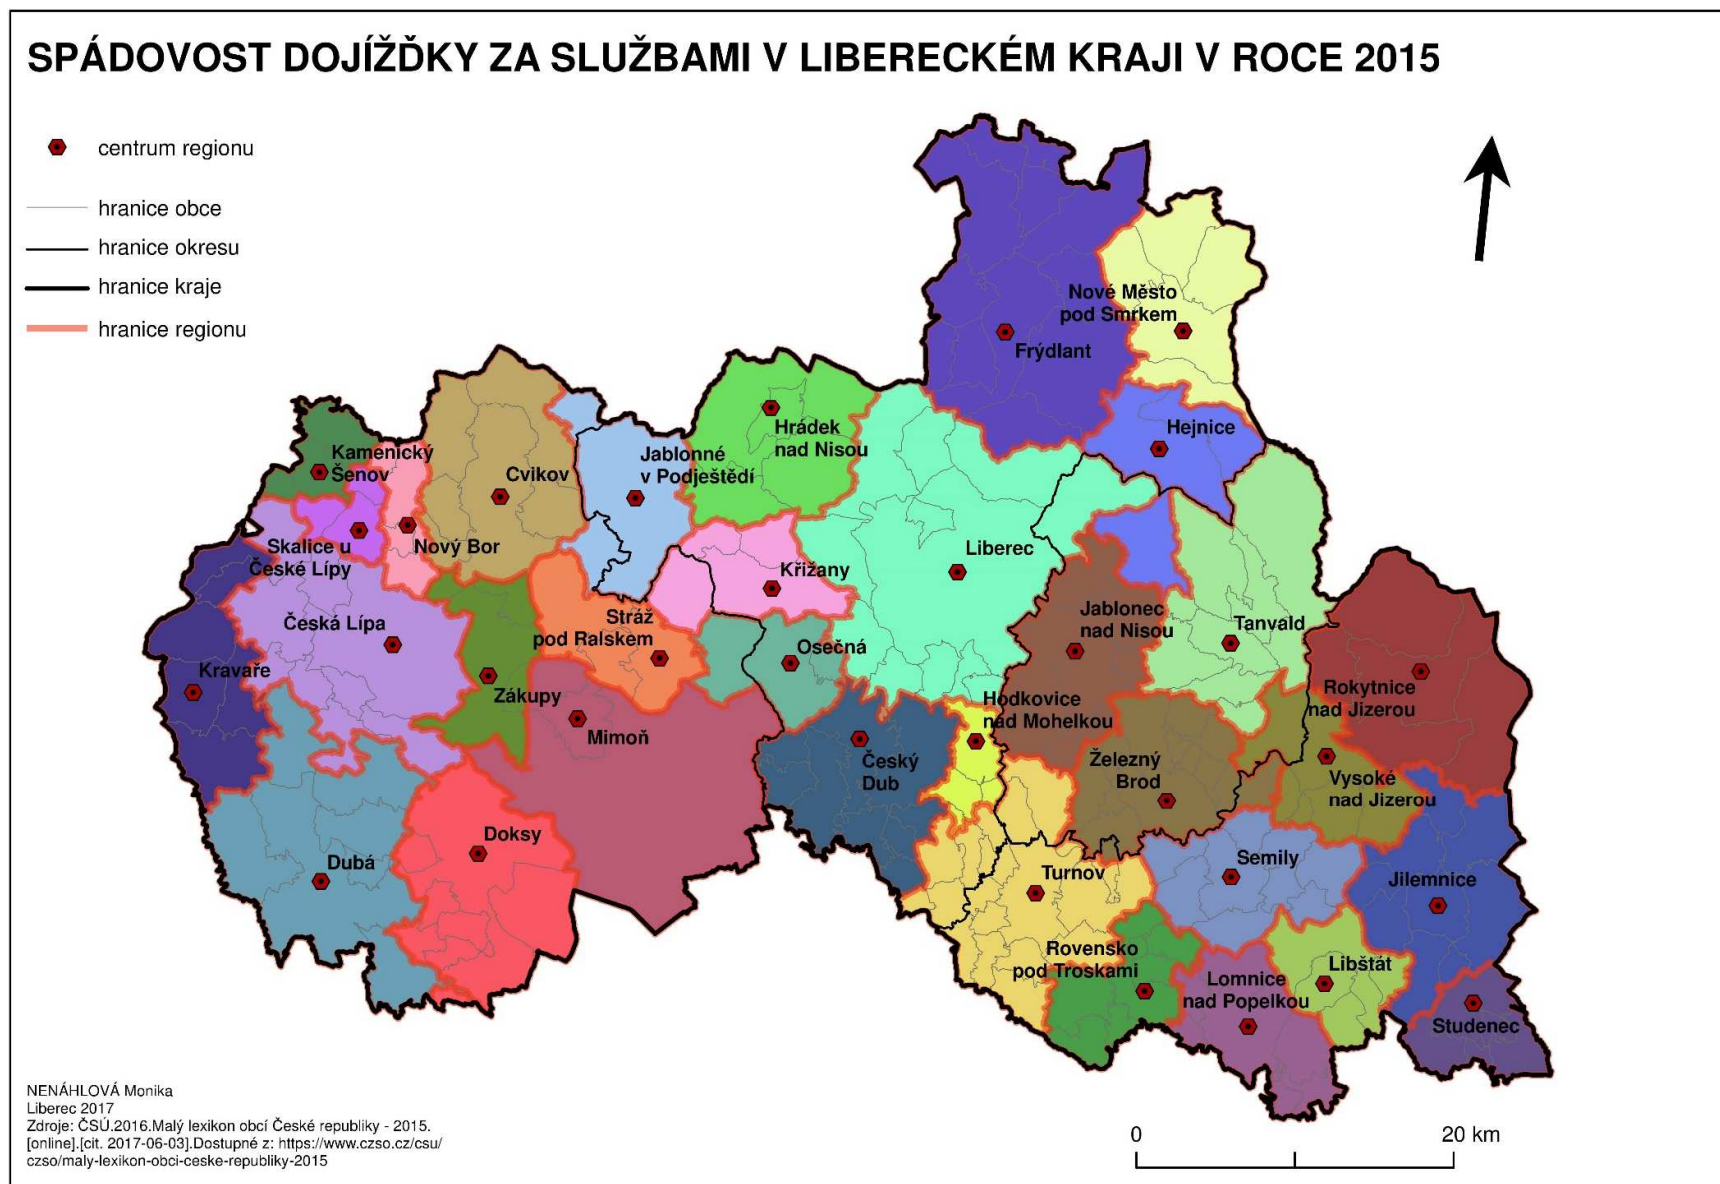 SPÁDOVOST DOJÍŽĎKY ZA SLUŽBAMI V LIBERECKÉM KRAJI V ROCE 2015
centrum regionu
hranice obce
hranice okresu
hranice kraje
hranice regionu
Nové Město
pod Smrkem
Frýdlant
Hrádek
nad Nisou
Hejnice
Kamenický
Šenov
Cvikov
Jablonné
v Podještědí
Skalice u
České Lípy
Nový Bor
Liberec
Křižany
Česká Lípa
Stráž
pod Ralskem
Osečná
Jablonec
nad Nisou
Tanvald
Kravaře
Zákupy
Mimoň
Hodkovice
nad Mohelkou
Rokytnice
nad Jizerou
Český
Dub
Železný
Brod
Vysoké
nad Jizerou
Dubá
Doksy
Turnov
Semily
Jilemnice
Rovensko
pod Troskami
Lomnice
nad Popelkou
Libštát
Studenec
NENÁHLOVÁ Monika
Liberec 2017
Zdroje: ČSÚ.2016.Malý lexikon obcí České republiky - 2015.
[online].[cit. 2017-06-03].Dostupné z: https://www.czso.cz/csu/
czso/maly-lexikon-obci-ceske-republiky-2015
0 20 km